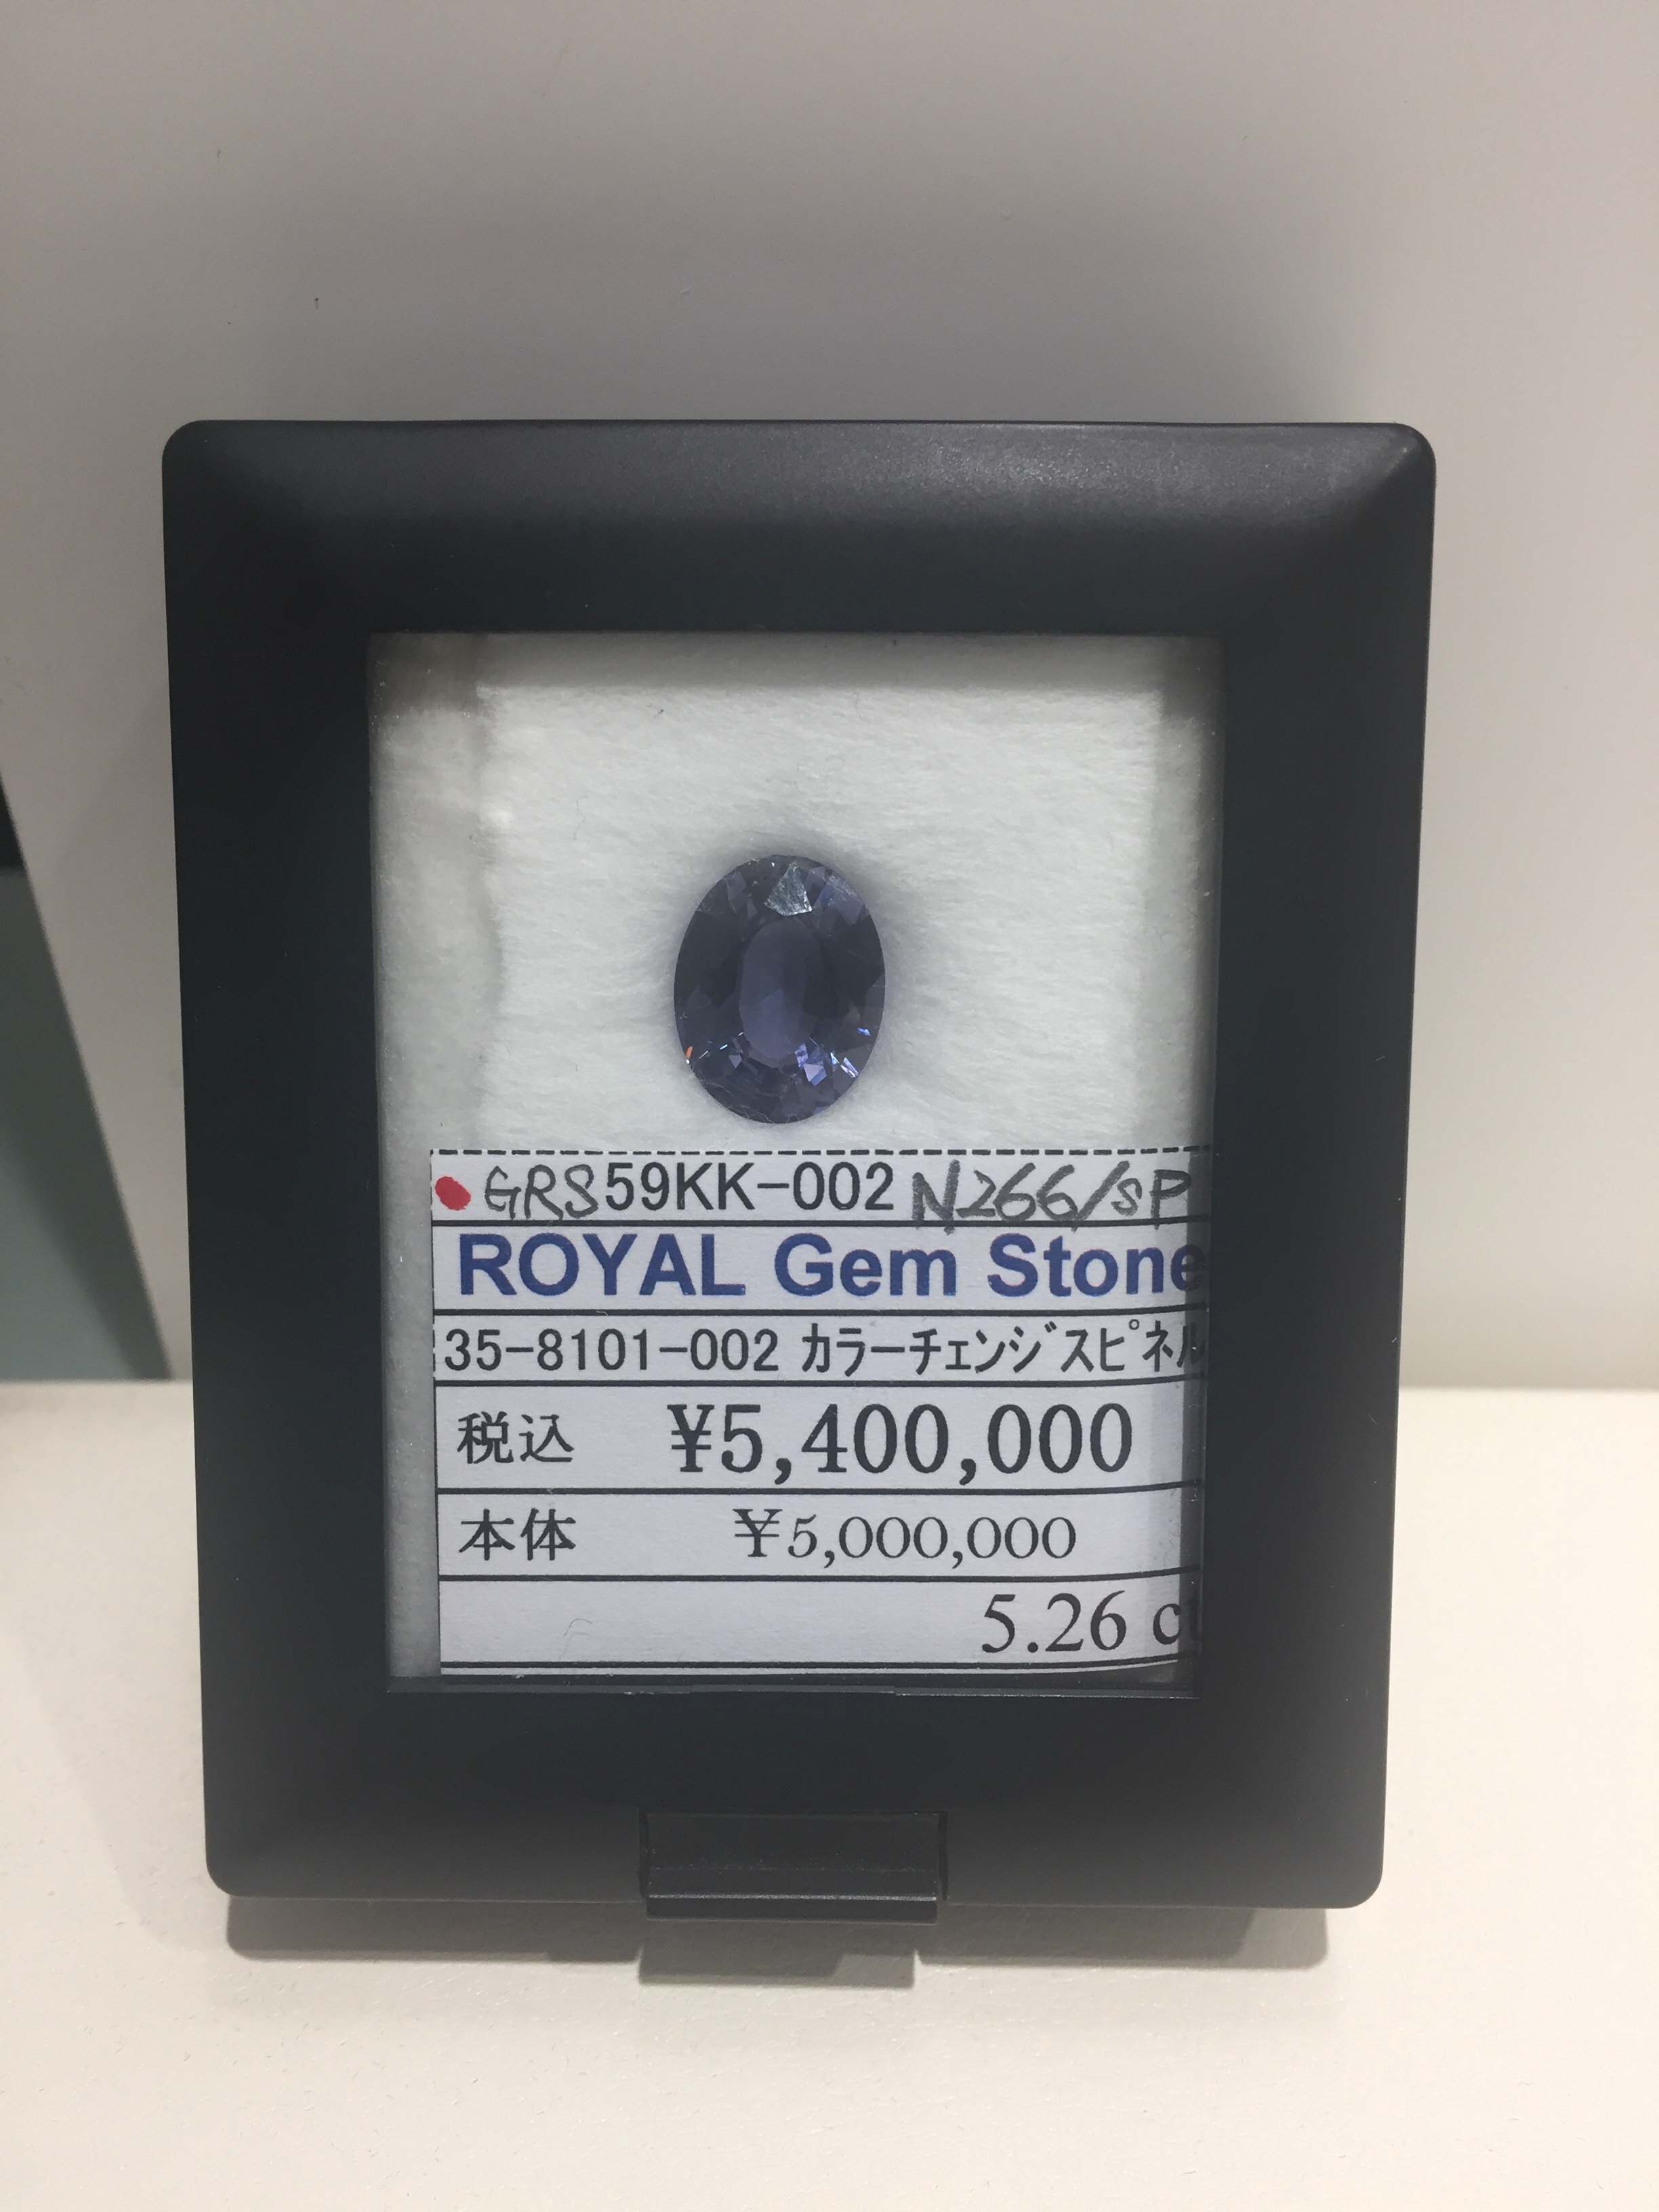 GRS59KK-002 N266/SP
ROYAL Gem Stone
35-8101-002 カラーチェンジスピネル
税込 ¥5,400,000
本体 ¥5,000,000
5.26 ct